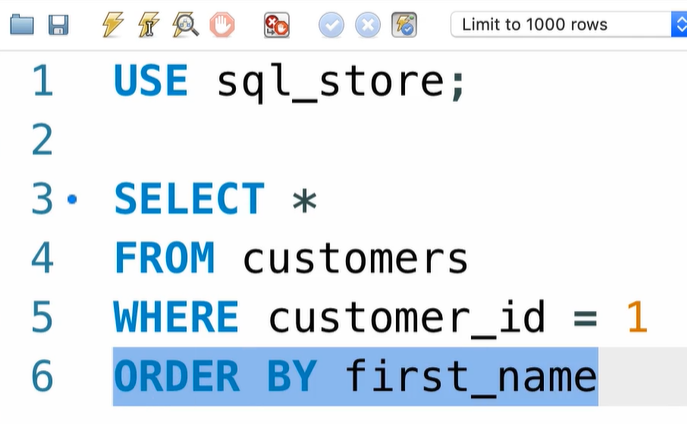 Limit to 1000 rows
1 USE sql_store;
2
3 SELECT *
4 FROM customers
5 WHERE customer_id = 1
6 ORDER BY first_name